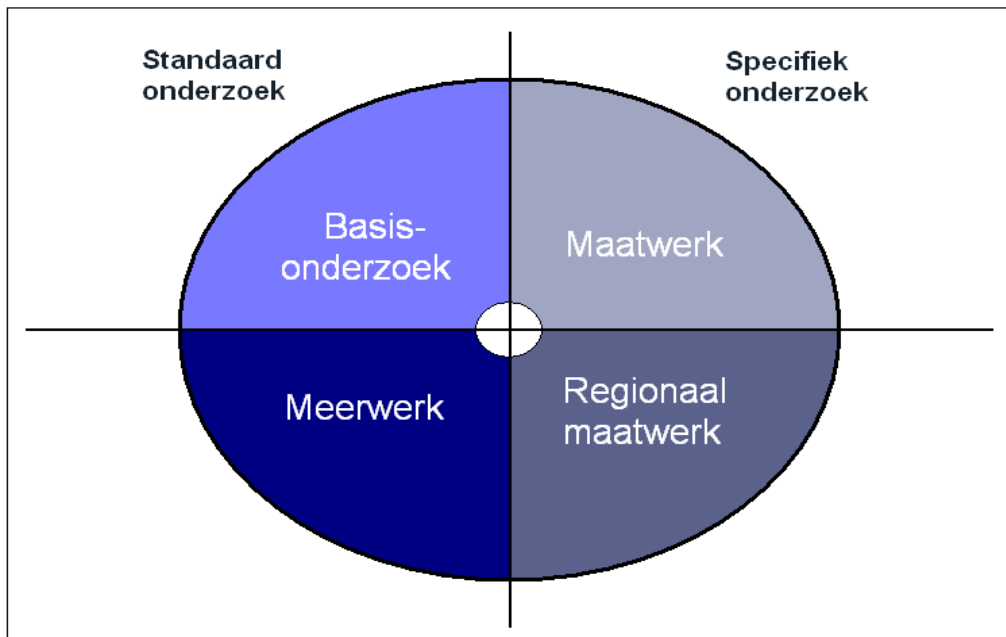 Standaard
onderzoek
Specifiek
onderzoek
Basis-
onderzoek
Maatwerk
Meerwerk
Regionaal
maatwerk